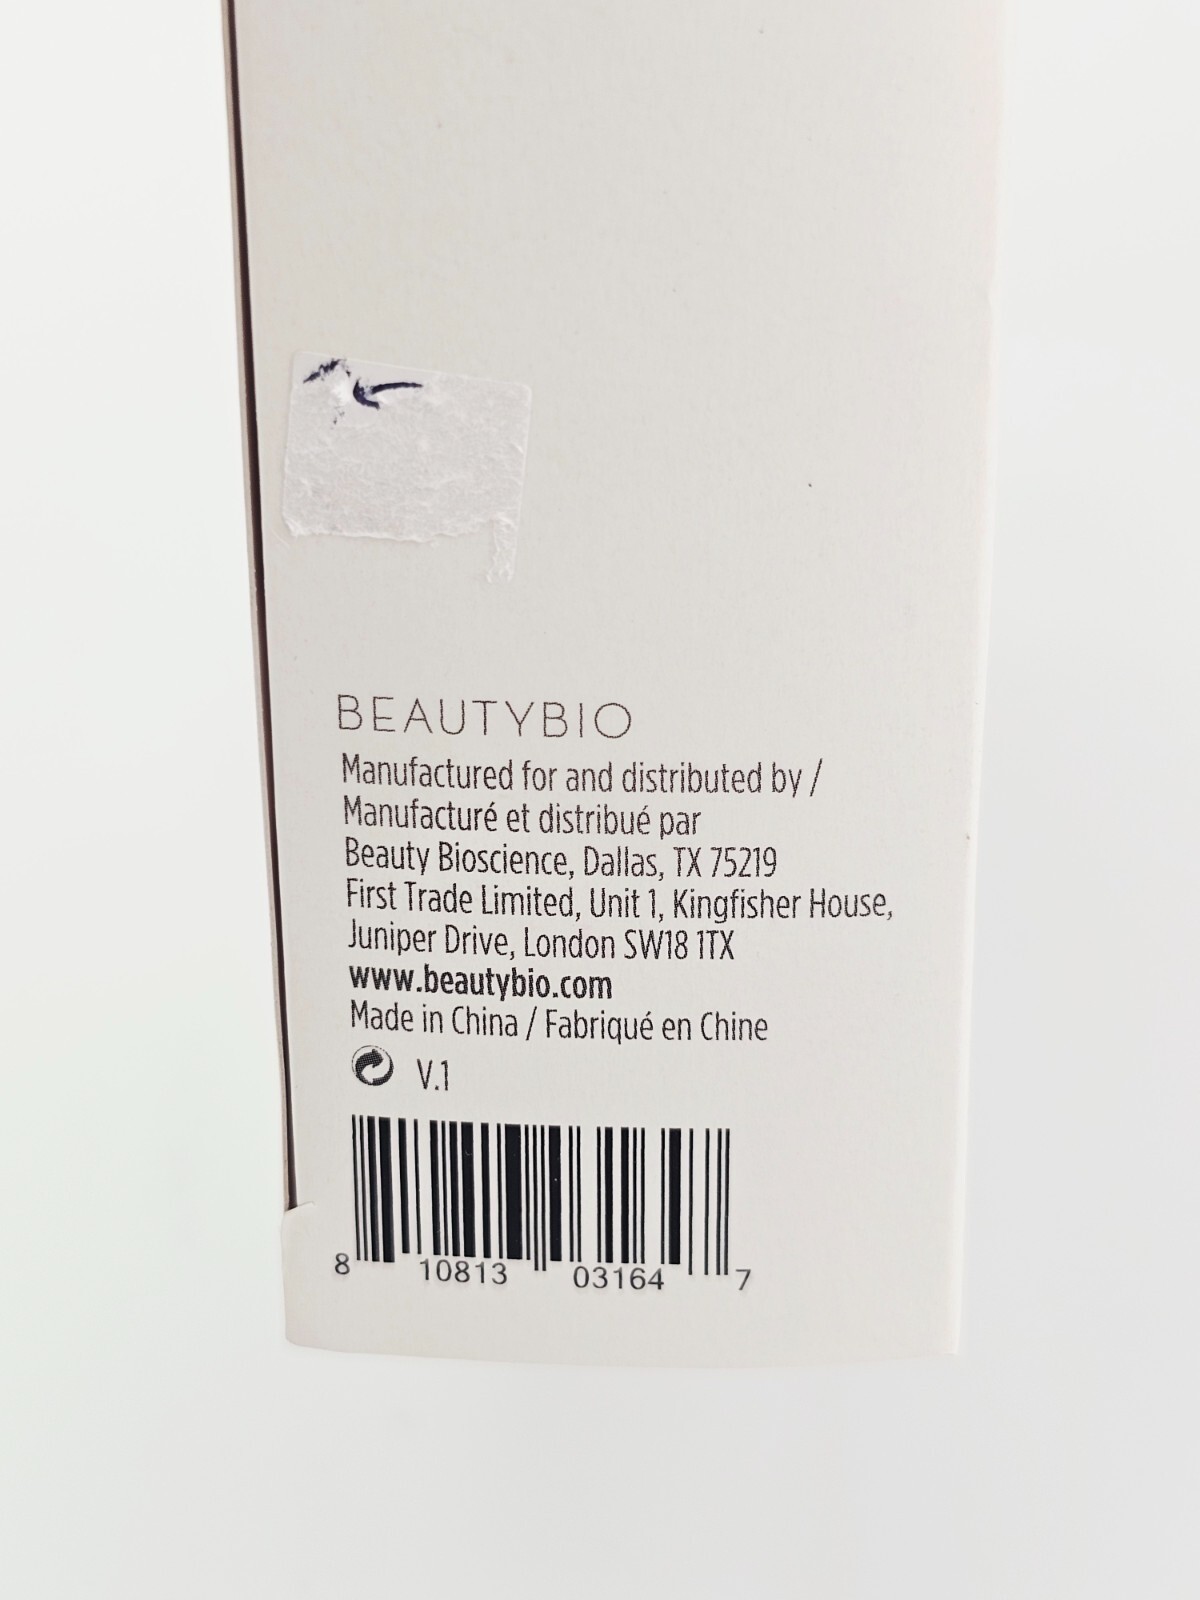 BEAUTYBIO
Manufactured for and distributed by /
Manufacturé et distribué par
Beauty Bioscience, Dallas, TX 75219
First Trade Limited, Unit 1, Kingfisher House,
Juniper Drive, London SW18 1TX
www.beautybio.com
Made in China / Fabriqué en Chine
V.1
8 10813 03164 7